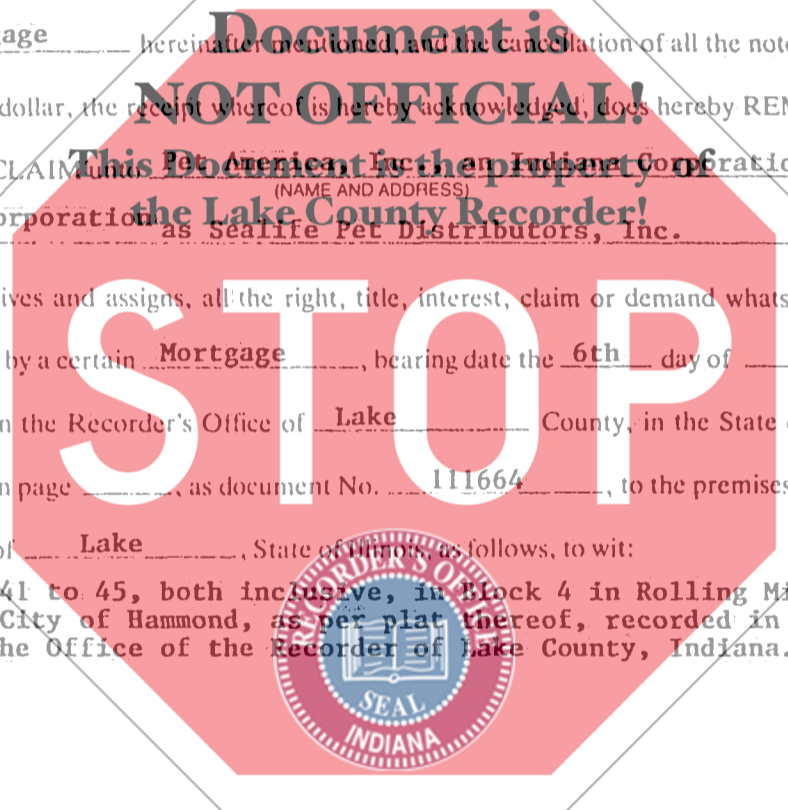 Document is
age hereinafter mentioned, and the cancellation of all the note
NOT OFFICIAL!
dollar, the receipt whereof is hereby acknowledged, does hereby REM
This Document is the property of
CLAIM unto Pet America, Inc., an Indiana Corporatio
(NAME AND ADDRESS)
the Lake County Recorder!
orporation as Sealife Pet Distributors, Inc.
ives and assigns, all the right, title, interest, claim or demand whats
STOP
by a certain Mortgage, bearing date the 6th day of
n the Recorder's Office of Lake County, in the State
n page , as document No. 111664, to the premises
f Lake, State of Illinois, as follows, to wit:
41 to 45, both inclusive, in Block 4 in Rolling Mi
City of Hammond, as per plat thereof, recorded in
he Office of the Recorder of Lake County, Indiana.
RECORDER'S OFFICE
SEAL
INDIANA